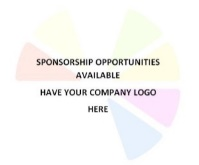 SPONSORSHIP OPPORTUNITIES
AVAILABLE
HAVE YOUR COMPANY LOGO
HERE